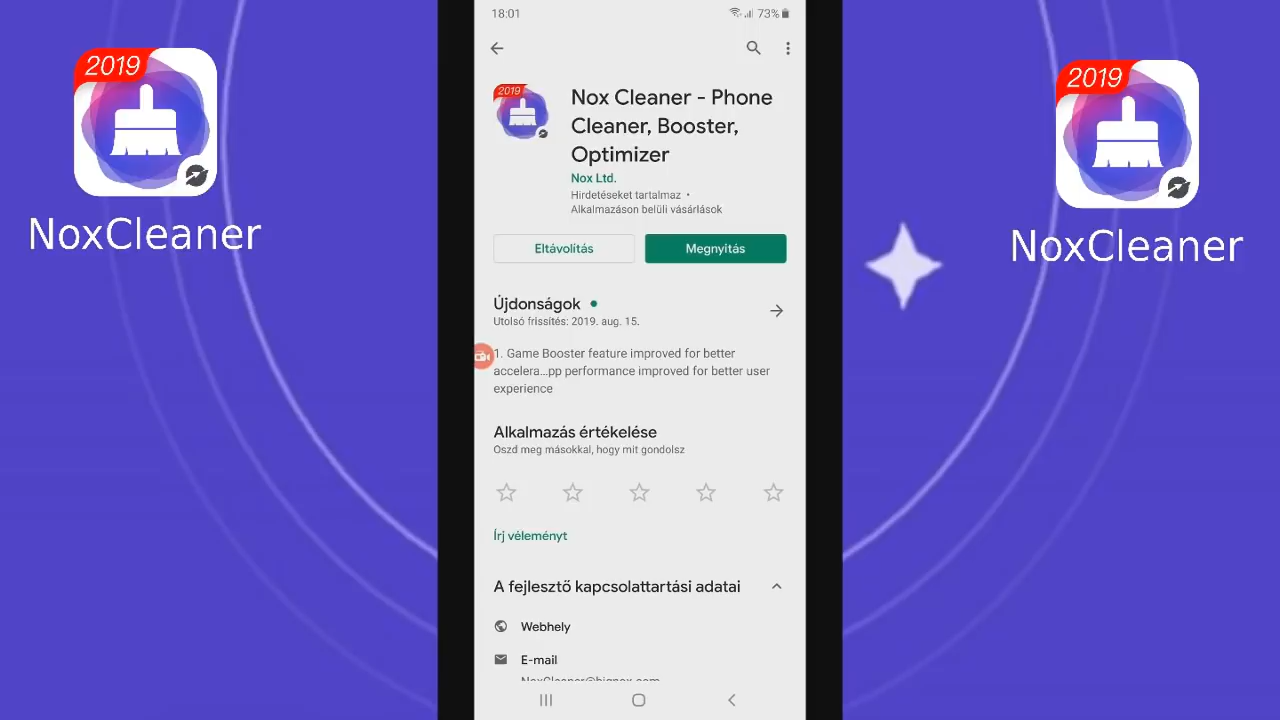 2019
NoxCleaner
18:01
73%
2019
Nox Cleaner - Phone
Cleaner, Booster,
Optimizer
Nox Ltd.
Hirdetéseket tartalmaz •
Alkalmazáson belüli vásárlások
Eltávolítás
Megnyitás
Újdonságok
Utolsó frissítés: 2019. aug. 15.
1. Game Booster feature improved for better
accelera...pp performance improved for better user
experience
Alkalmazás értékelése
Oszd meg másokkal, hogy mit gondolsz
Írj véleményt
A fejlesztő kapcsolattartási adatai
Webhely
E-mail
NoxCleaner@bignox.com
2019
NoxCleaner